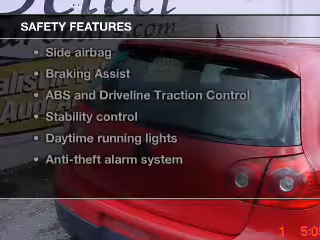 SAFETY FEATURES
Side airbag
Braking Assist
ABS and Driveline Traction Control
Stability control
Daytime running lights
Anti-theft alarm system